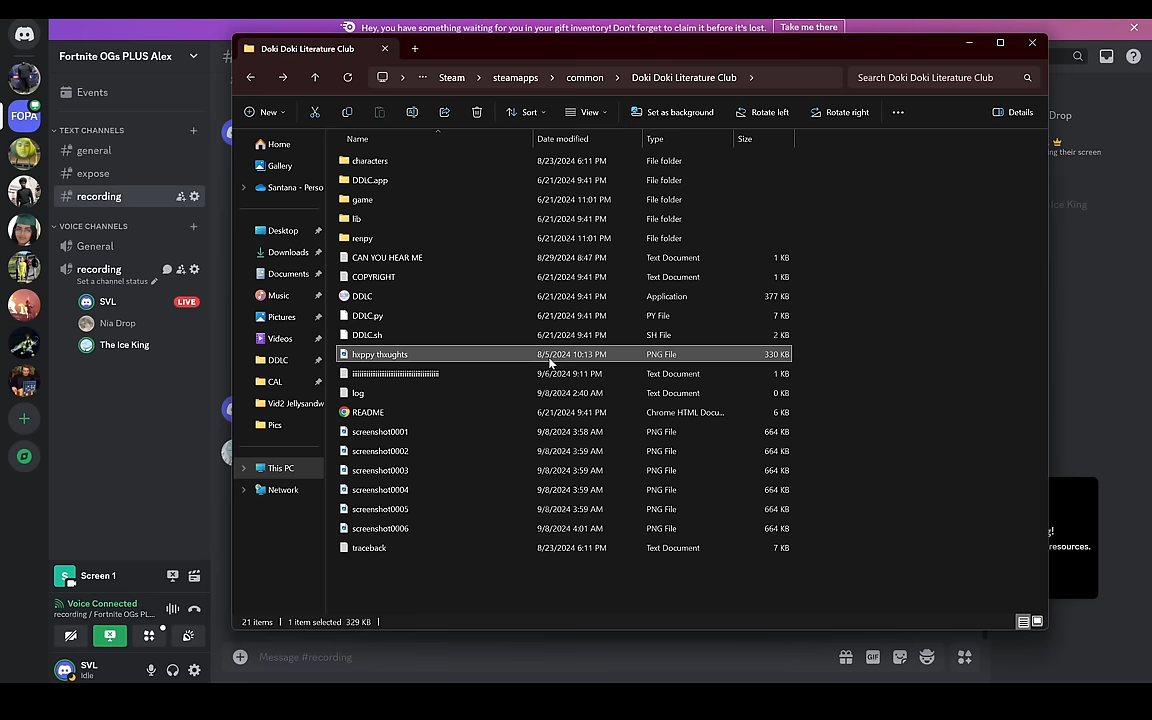 Hey, you have something waiting for you in your gift inventory! Don't forget to claim it before it's lost.
Take me there
Fortnite OGs PLUS Alex
FOPA
Events
TEXT CHANNELS
general
expose
recording
VOICE CHANNELS
General
recording
Set a channel status
SVL
LIVE
Nia Drop
The Ice King
Screen 1
Voice Connected
recording / Fortnite OGs PL...
SVL
Idle
Doki Doki Literature Club
Steam
steamapps
common
Doki Doki Literature Club
Search Doki Doki Literature Club
New
Sort
View
Set as background
Rotate left
Rotate right
Details
Home
Gallery
Santana - Perso
Desktop
Downloads
Documents
Music
Pictures
Videos
DDLC
CAL
Vid2 Jellysandw
Pics
This PC
Network
Name Date modified Type Size
characters 8/23/2024 6:11 PM File folder
DDLC.app 6/21/2024 9:41 PM File folder
game 6/21/2024 11:01 PM File folder
lib 6/21/2024 9:41 PM File folder
renpy 6/21/2024 11:01 PM File folder
CAN YOU HEAR ME 8/29/2024 8:47 PM Text Document 1 KB
COPYRIGHT 6/21/2024 9:41 PM Text Document 1 KB
DDLC 6/21/2024 9:41 PM Application 377 KB
DDLC.py 6/21/2024 9:41 PM PY File 7 KB
DDLC.sh 6/21/2024 9:41 PM SH File 2 KB
hxppy thxughts 8/5/2024 10:13 PM PNG File 330 KB
9/6/2024 9:11 PM Text Document 1 KB
log 9/8/2024 2:40 AM Text Document 0 KB
README 6/21/2024 9:41 PM Chrome HTML Docu... 6 KB
screenshot0001 9/8/2024 3:58 AM PNG File 664 KB
screenshot0002 9/8/2024 3:59 AM PNG File 664 KB
screenshot0003 9/8/2024 3:59 AM PNG File 664 KB
screenshot0004 9/8/2024 3:59 AM PNG File 664 KB
screenshot0005 9/8/2024 3:59 AM PNG File 664 KB
screenshot0006 9/8/2024 4:01 AM PNG File 664 KB
traceback 8/23/2024 6:11 PM Text Document 7 KB
21 items
1 item selected 329 KB
Drop
ing their screen
Ice King
g!
resources.
Message #recording
GIF